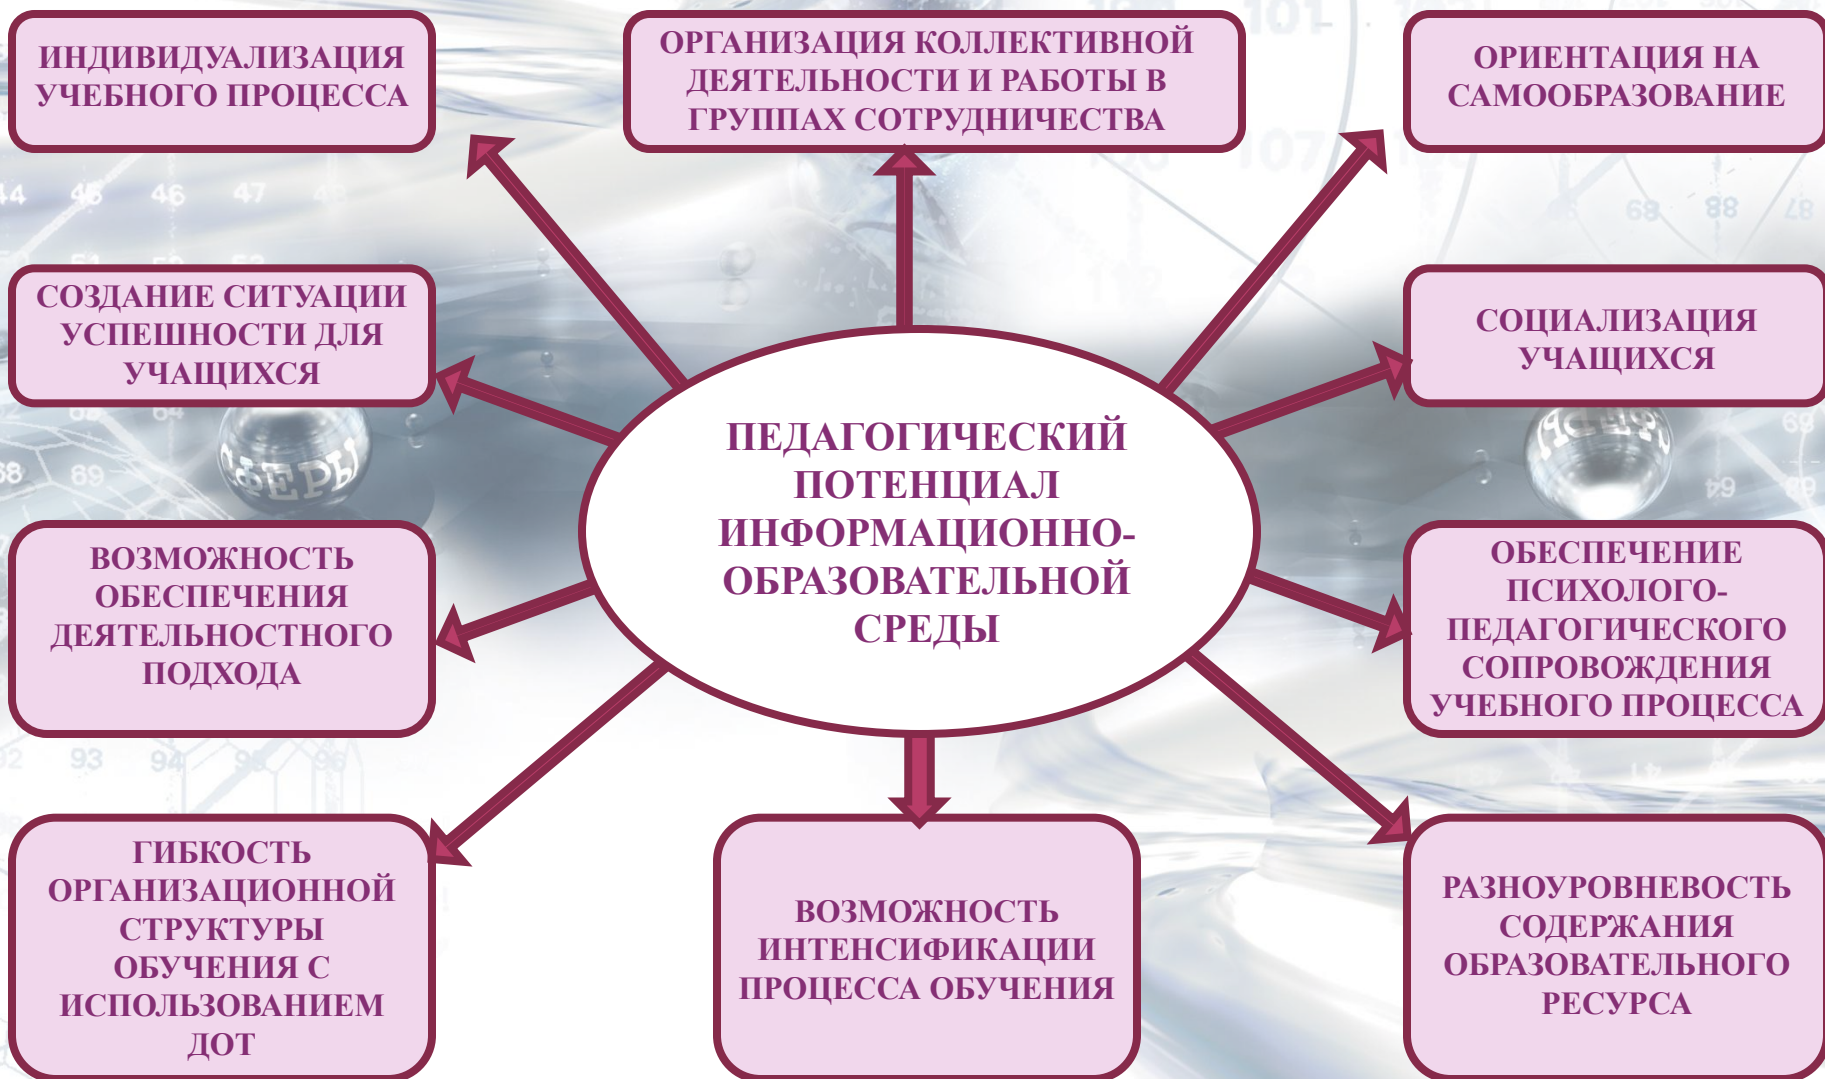 ИНДИВИДУАЛИЗАЦИЯ
УЧЕБНОГО ПРОЦЕССА
ОРГАНИЗАЦИЯ КОЛЛЕКТИВНОЙ
ДЕЯТЕЛЬНОСТИ И РАБОТЫ В
ГРУППАХ СОТРУДНИЧЕСТВА
ОРИЕНТАЦИЯ НА
САМООБРАЗОВАНИЕ
СОЗДАНИЕ СИТУАЦИИ
УСПЕШНОСТИ ДЛЯ
УЧАЩИХСЯ
СОЦИАЛИЗАЦИЯ
УЧАЩИХСЯ
ПЕДАГОГИЧЕСКИЙ
ПОТЕНЦИАЛ
ИНФОРМАЦИОННО-
ОБРАЗОВАТЕЛЬНОЙ
СРЕДЫ
ВОЗМОЖНОСТЬ
ОБЕСПЕЧЕНИЯ
ДЕЯТЕЛЬНОСТНОГО
ПОДХОДА
ОБЕСПЕЧЕНИЕ
ПСИХОЛОГО-
ПЕДАГОГИЧЕСКОГО
СОПРОВОЖДЕНИЯ
УЧЕБНОГО ПРОЦЕССА
ГИБКОСТЬ
ОРГАНИЗАЦИОННОЙ
СТРУКТУРЫ
ОБУЧЕНИЯ С
ИСПОЛЬЗОВАНИЕМ
ДОТ
ВОЗМОЖНОСТЬ
ИНТЕНСИФИКАЦИИ
ПРОЦЕССА ОБУЧЕНИЯ
РАЗНОУРОВНЕВОСТЬ
СОДЕРЖАНИЯ
ОБРАЗОВАТЕЛЬНОГО
РЕСУРСА